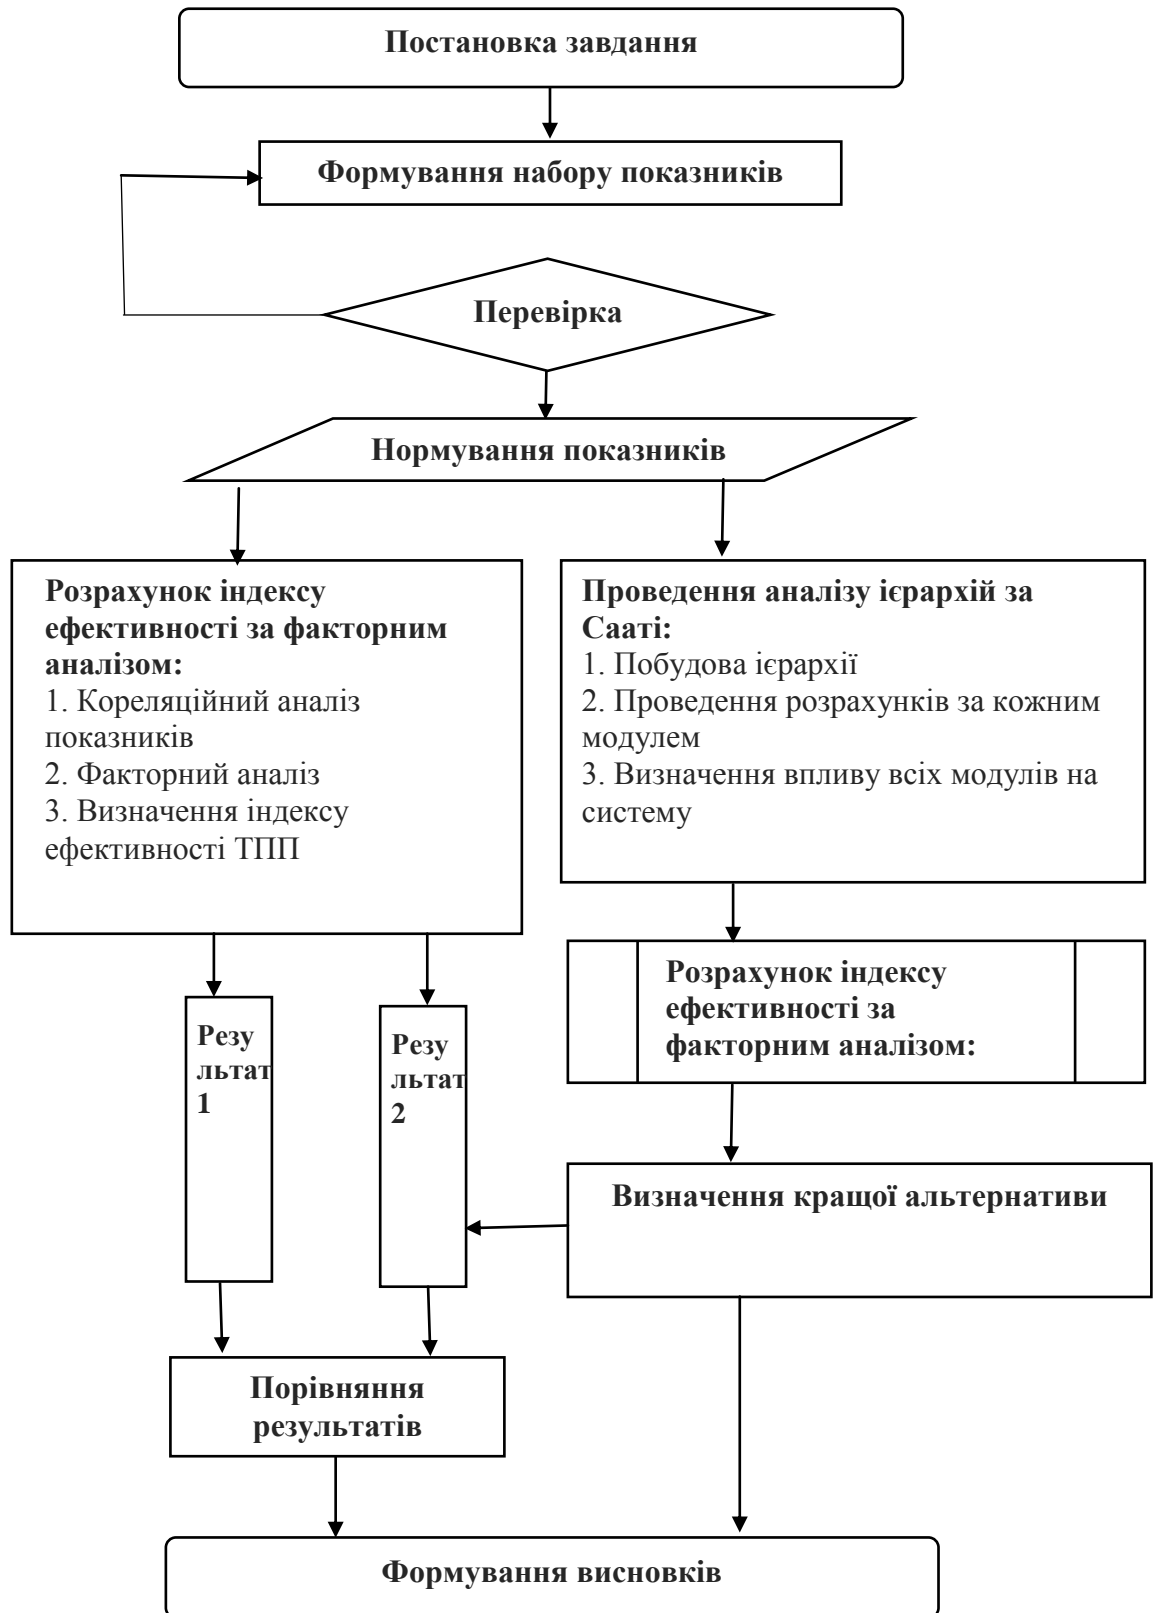 Постановка завдання
Формування набору показників
Перевірка
Нормування показників
Розрахунок індексу
ефективності за факторним
аналізом:
1. Кореляційний аналіз
показників
2. Факторний аналіз
3. Визначення індексу
ефективності ТПП
Проведення аналізу ієрархій за
Сааті:
1. Побудова ієрархії
2. Проведення розрахунків за кожним
модулем
3. Визначення впливу всіх модулів на
систему
Розрахунок індексу
ефективності за
факторним аналізом:
Резу
льтат
1
Резу
льтат
2
Визначення кращої альтернативи
Порівняння
результатів
Формування висновків